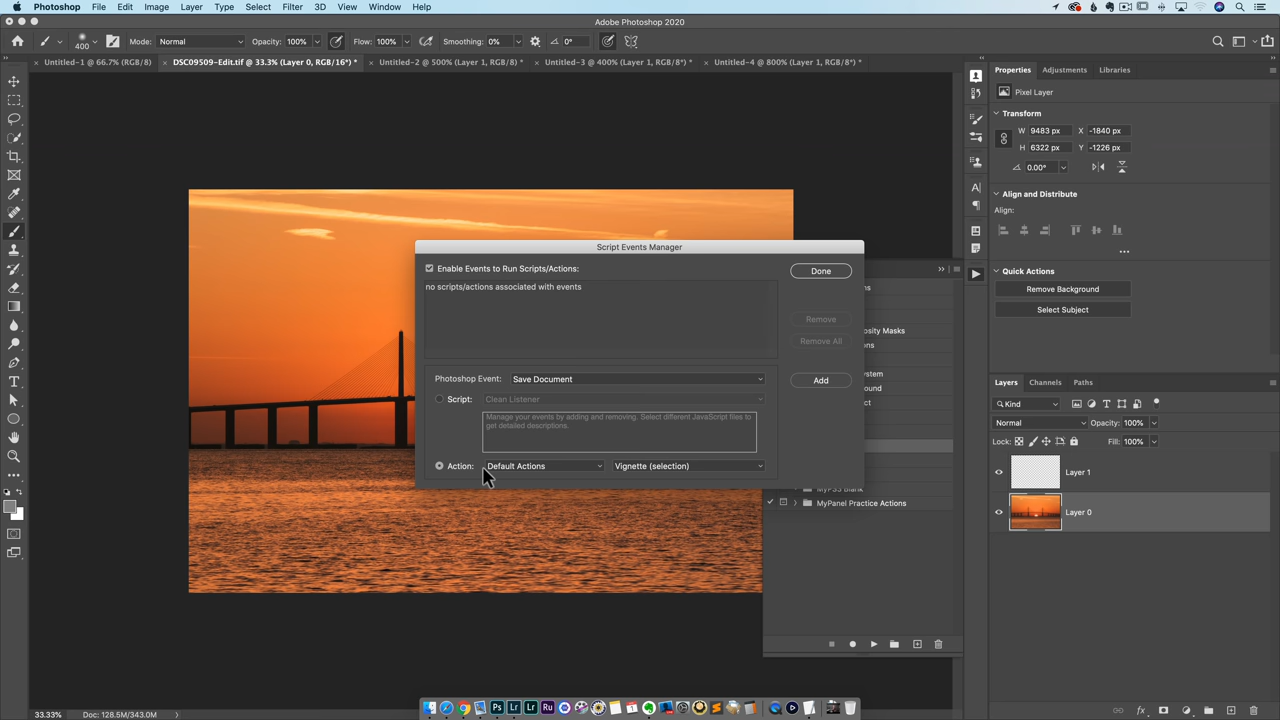 Photoshop File Edit Image Layer Type Select Filter 3D View Window Help
Adobe Photoshop 2020
400 Mode: Normal Opacity: 100% Flow: 100% Smoothing: 0% 0°
Untitled-1 @ 66.7% (RGB/8) DSC09509-Edit.tif @ 33.3% (Layer 0, RGB/16*) * Untitled-2 @ 500% (Layer 1, RGB/8) * Untitled-3 @ 400% (Layer 1, RGB/8*) * Untitled-4 @ 800% (Layer 1, RGB/8*) *
Properties Adjustments Libraries
Pixel Layer
Transform
W 9483 px X -1840 px
H 6322 px Y -1226 px
0.00°
Align and Distribute
Align:
Quick Actions
Remove Background
Select Subject
Script Events Manager
Enable Events to Run Scripts/Actions:
Done
no scripts/actions associated with events
Remove
Remove All
Photoshop Event: Save Document
Add
Script: Clean Listener
Manage your events by adding and removing. Select different JavaScript files to
get detailed descriptions.
Action: Default Actions Vignette (selection)
MyPS3 Blank
MyPanel Practice Actions
Layers Channels Paths
Kind
Normal Opacity: 100%
Lock: Fill: 100%
Layer 1
Layer 0
33.33% Doc: 128.5M/343.0M